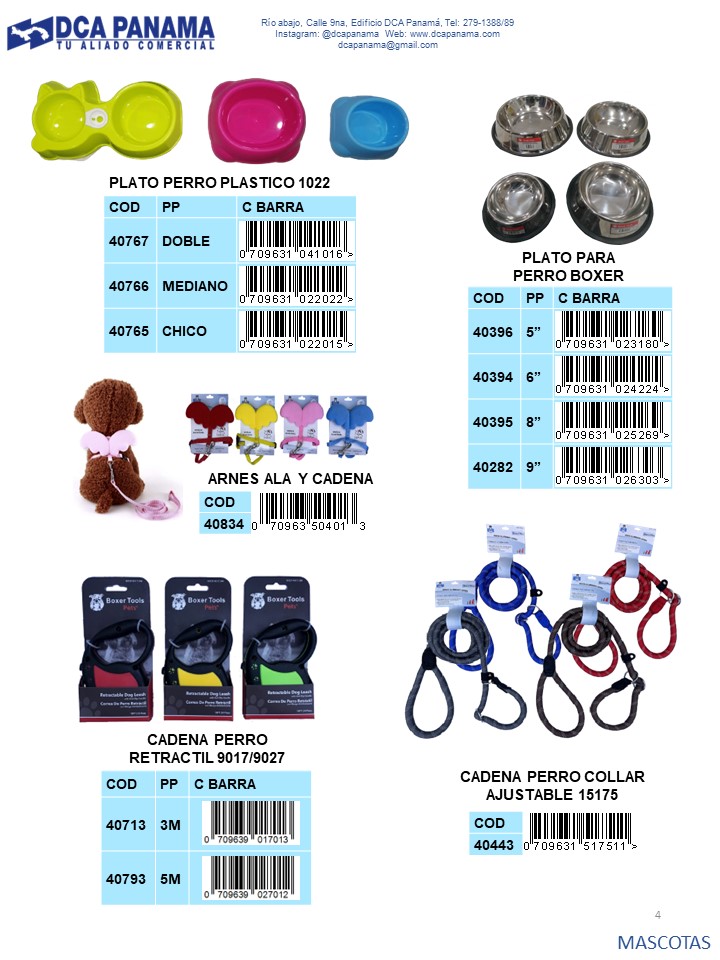 DCA PANAMA
TU ALIADO COMERCIAL
Río abajo, Calle 9na, Edificio DCA Panamá, Tel: 279-1388/89
Instagram: @dcapanama Web: www.dcapanama.com
dcapanama@gmail.com
PLATO PERRO PLASTICO 1022
COD PP C BARRA
40767 DOBLE 0 709631 041016 >
40766 MEDIANO 0 709631 022022 >
40765 CHICO 0 709631 022015 >
PLATO PARA
PERRO BOXER
COD PP C BARRA
40396 5” 0 709631 023180 >
40394 6” 0 709631 024224 >
40395 8” 0 709631 025269 >
40282 9” 0 709631 026303 >
ARNES ALA Y CADENA
COD
40834 0 70963 50401 3
Boxer Tools
Pets
Retractable Dog Leash
Correa De Perro Retractil
Boxer Tools
Pets
Retractable Dog Leash
Correa De Perro Retractil
Boxer Tools
Pets
Retractable Dog Leash
Correa De Perro Retractil
CADENA PERRO
RETRACTIL 9017/9027
COD PP C BARRA
40713 3M 0 709639 017013
40793 5M 0 709639 027012
CADENA PERRO COLLAR
AJUSTABLE 15175
COD
40443 0 709631 517511 >
4
MASCOTAS